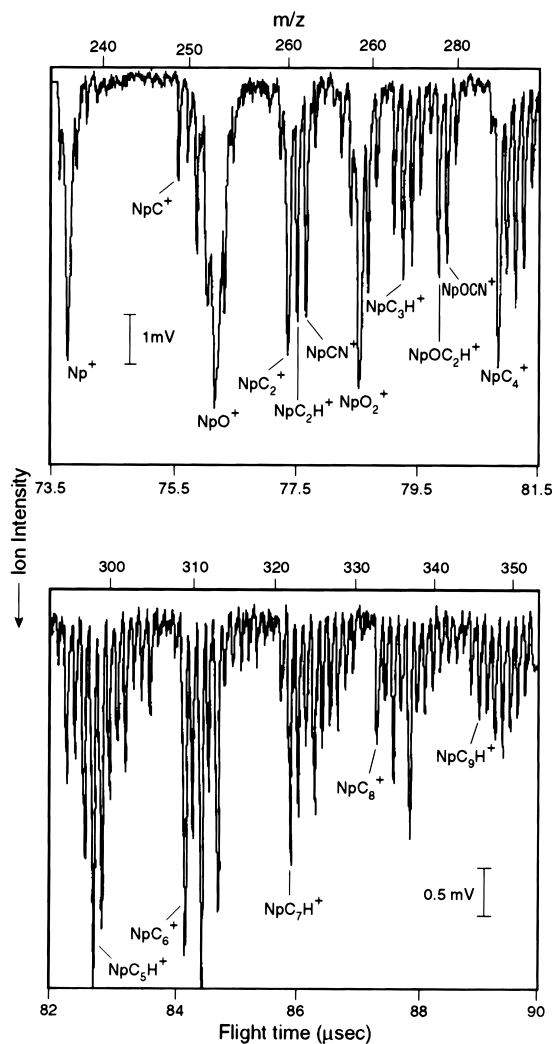 m/z
240 250 260 260 280
NpC+
1mV
Np+
NpO+
NpC2+
NpCN+
NpC2H+
NpO2+
NpC3H+
NpOCN+
NpOC2H+
NpC4+
73.5 75.5 77.5 79.5 81.5
Ion Intensity
300 310 320 330 340 350
NpC5H+
NpC6+
NpC7H+
NpC8+
NpC9H+
0.5 mV
82 84 86 88 90
Flight time (μsec)